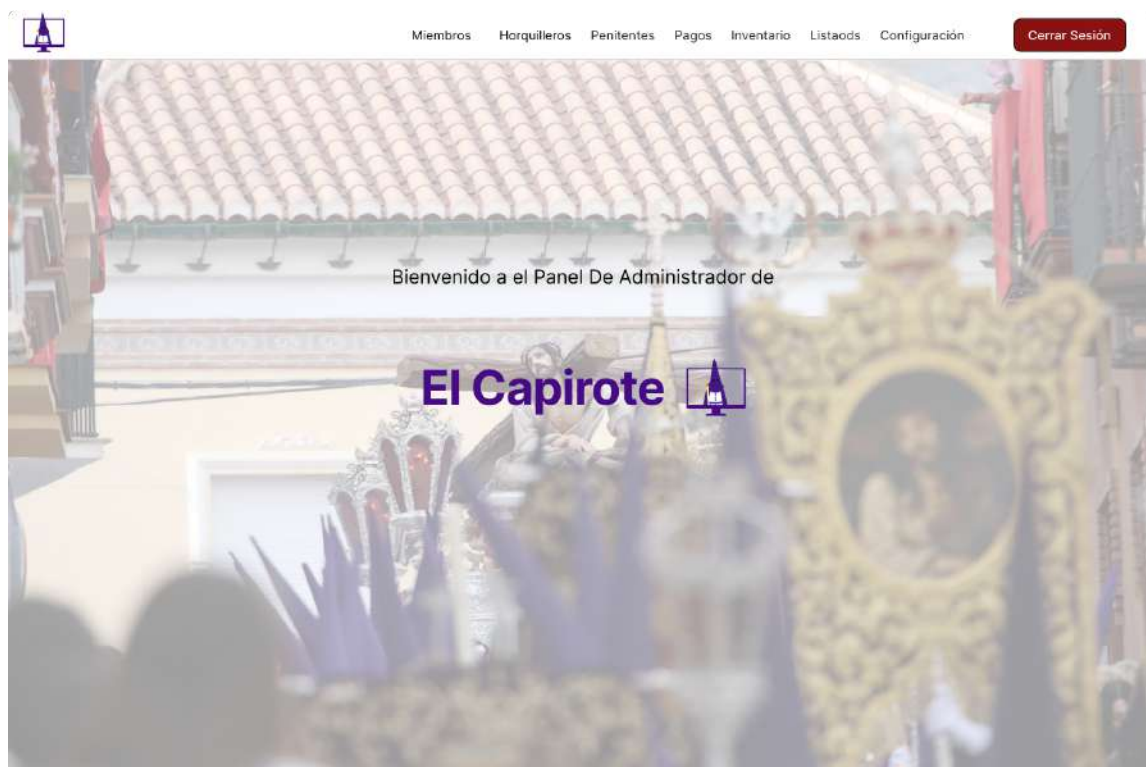 Miembros Horquilleros Penitentes Pagos Inventario Listaods Configuración Cerrar Sesión
Bienvenido a el Panel De Administrador de
El Capirote